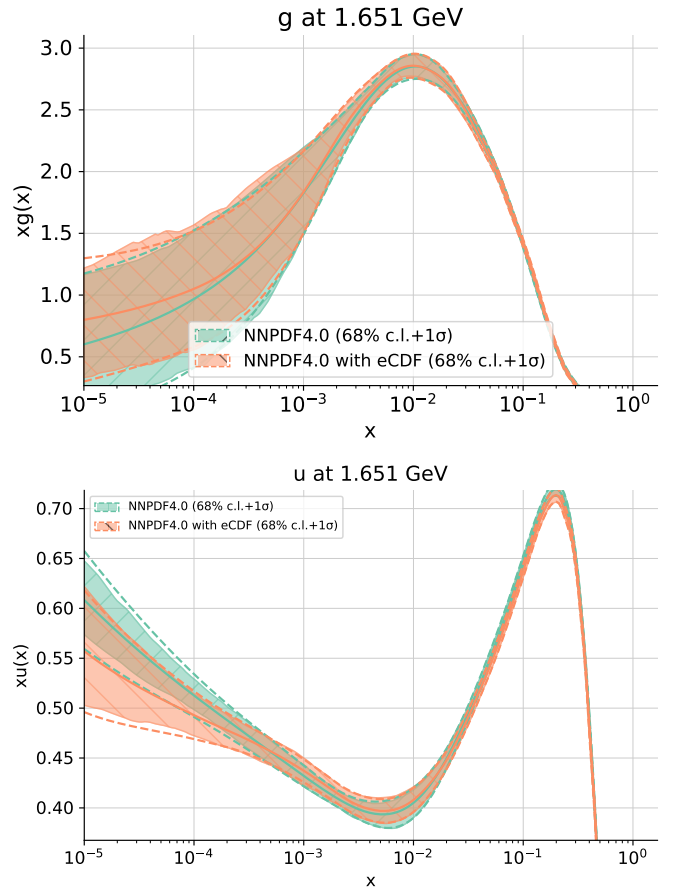 g at 1.651 GeV
3.0
2.5
2.0
1.5
1.0
0.5
xg(x)
NNPDF4.0 (68% c.l.+1σ)
NNPDF4.0 with eCDF (68% c.l.+1σ)
10⁻⁵ 10⁻⁴ 10⁻³ 10⁻² 10⁻¹ 10⁰
x
u at 1.651 GeV
NNPDF4.0 (68% c.l.+1σ)
NNPDF4.0 with eCDF (68% c.l.+1σ)
0.70
0.65
0.60
0.55
0.50
0.45
0.40
xu(x)
10⁻⁵ 10⁻⁴ 10⁻³ 10⁻² 10⁻¹ 10⁰
x